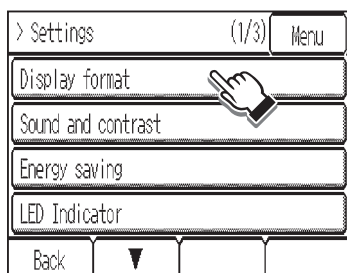 > Settings (1/3) Menu
Display format
Sound and contrast
Energy saving
LED Indicator
Back ▼